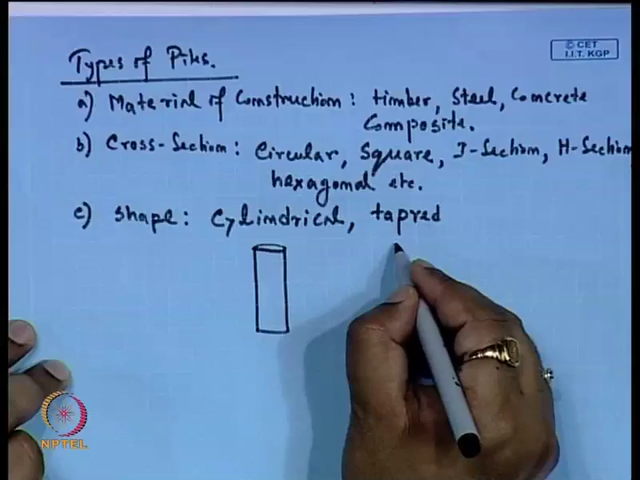 Types of Piles.
© CET
I.I.T. KGP
a) Material of Construction: timber, Steel, Concrete
Composite.
b) Cross-Section: Circular, Square, I-Section, H-Section
hexagonal etc.
c) Shape: Cylindrical, tapred
NPTEL